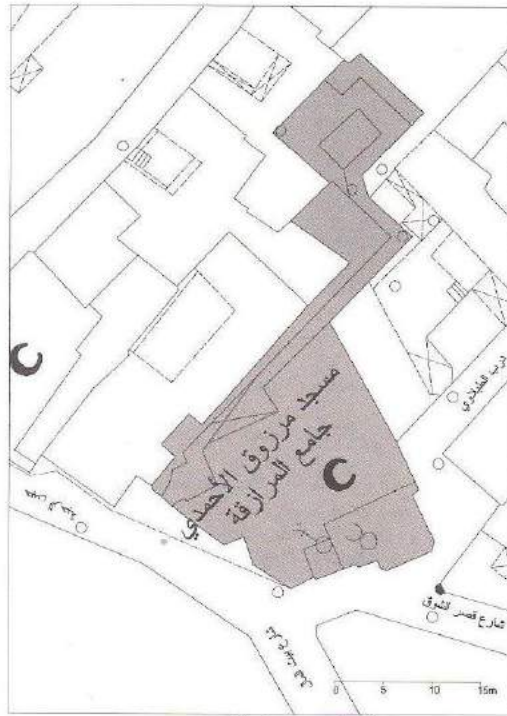 مسجد مرزوق الأحمدي
جامع المرازقة
درب الطبلاوي
شارع قصر الشوق
0 5 10 15m